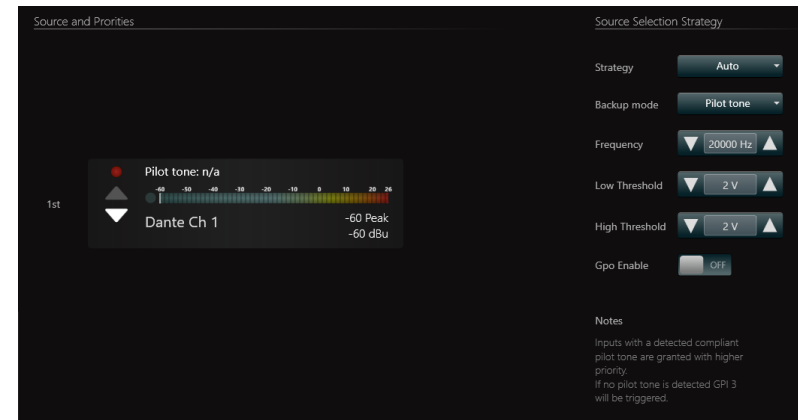 Source and Prorities
1st
Pilot tone: n/a
-60 -50 -40 -30 -20 -10 0 10 20 26
Dante Ch 1
-60 Peak
-60 dBu
Source Selection Strategy
Strategy Auto
Backup mode Pilot tone
Frequency 20000 Hz
Low Threshold 2 V
High Threshold 2 V
Gpo Enable OFF
Notes
Inputs with a detected compliant
pilot tone are granted with higher
priority.
If no pilot tone is detected GPI 3
will be triggered.